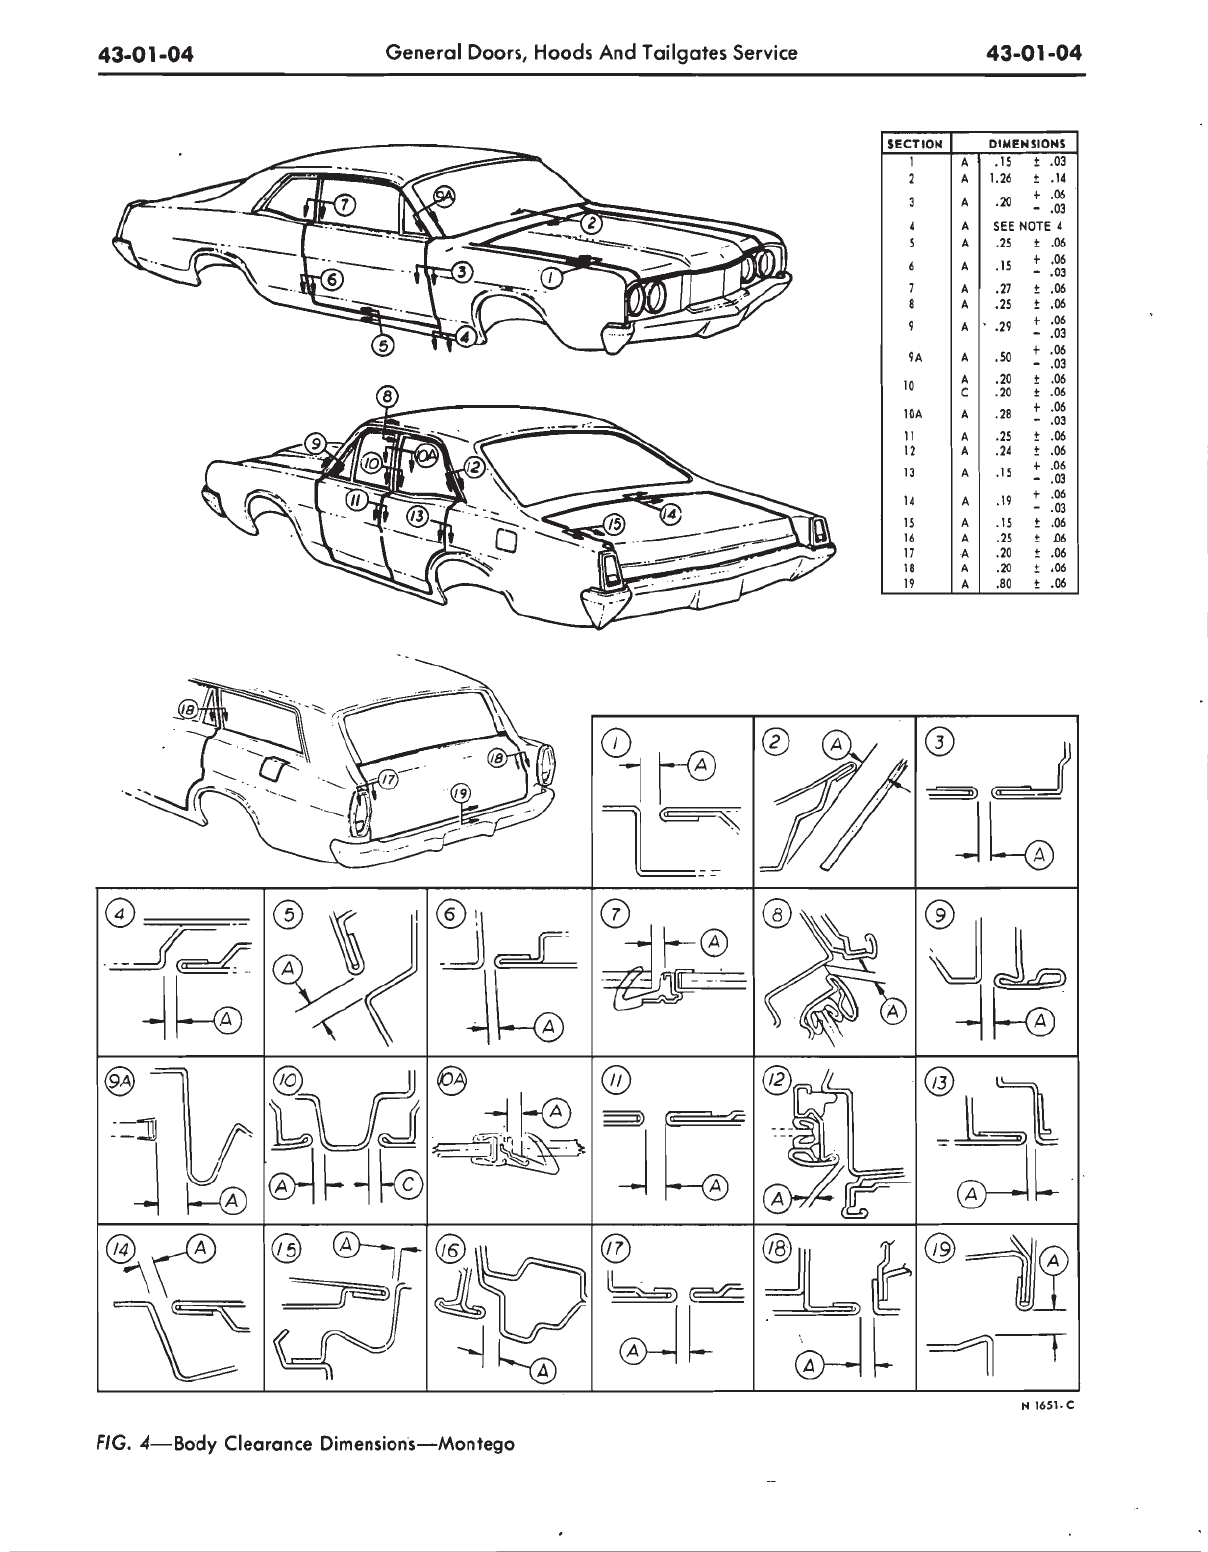 43-01-04 General Doors, Hoods And Tailgates Service 43-01-04
SECTION DIMENSIONS
1 A .15 ± .03
2 A 1.26 ± .14
3 A .20 + .06 - .03
4 A SEE NOTE 4
5 A .25 ± .06
6 A .15 + .06 - .03
7 A .27 ± .06
8 A .25 ± .06
9 A .29 + .06 - .03
9A A .50 + .06 - .03
10 A .20 ± .06
C .20 ± .06
10A A .28 + .06 - .03
11 A .25 ± .06
12 A .24 ± .06
13 A .15 + .06 - .03
14 A .19 + .06 - .03
15 A .15 ± .06
16 A .25 ± .06
17 A .20 ± .06
18 A .20 ± .06
19 A .80 ± .06
7 9A 2
6 3 1
5 4
8
9 10 10A 12
11 13 15 14
18 17 19 18
1 A 2 A 3 A
4 A 5 A 6 A 7 A 8 A 9 A
9A A 10 A C 10A A 11 A 12 A 13 A
14 A 15 A 16 A 17 A 18 A 19 A
N 1651-C
FIG. 4—Body Clearance Dimensions—Montego